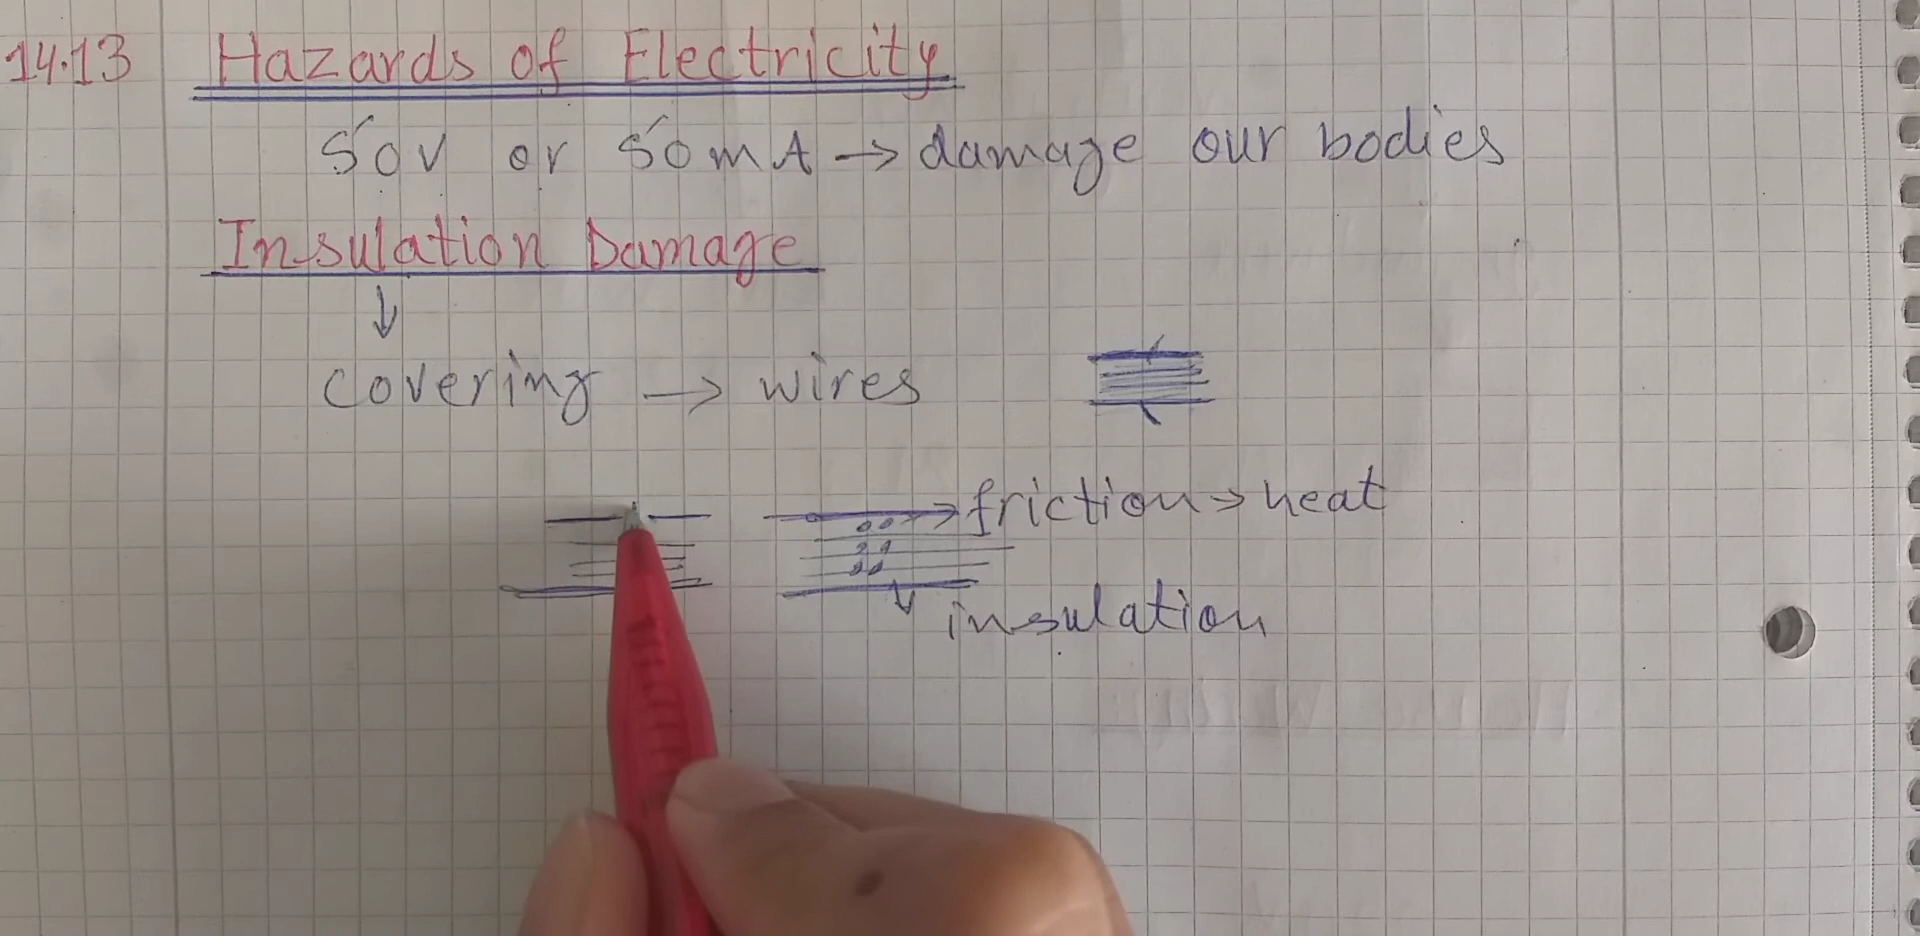 14.13 Hazards of Electricity
50V or 50mA → damage our bodies
Insulation Damage
↓
Covering → wires
friction → heat
insulation